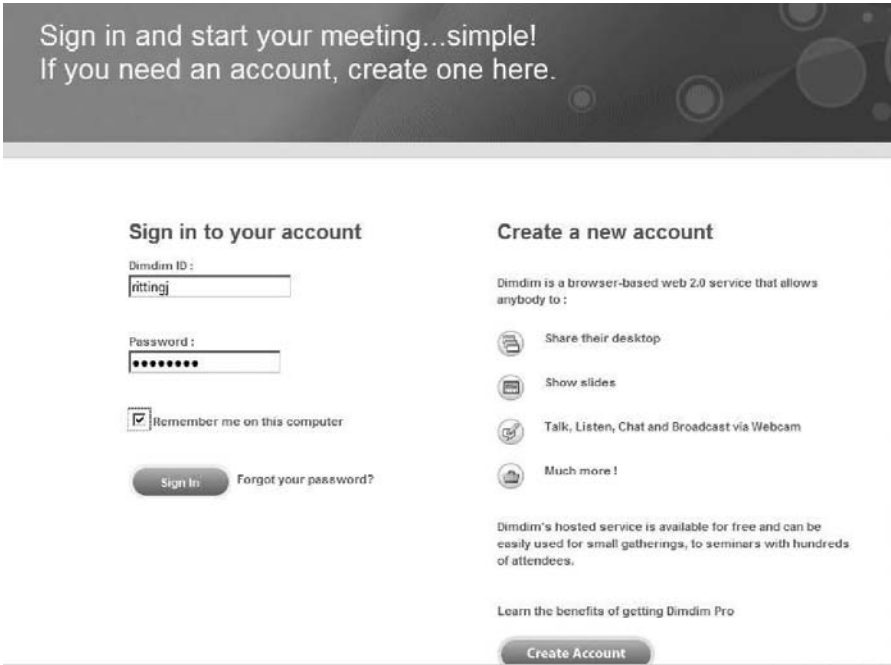 Sign in and start your meeting...simple!
If you need an account, create one here.
Sign in to your account
Dimdim ID :
rittingj
Password :
••••••••
Remember me on this computer
Sign In
Forgot your password?
Create a new account
Dimdim is a browser-based web 2.0 service that allows
anybody to :
Share their desktop
Show slides
Talk, Listen, Chat and Broadcast via Webcam
Much more !
Dimdim's hosted service is available for free and can be
easily used for small gatherings, to seminars with hundreds
of attendees.
Learn the benefits of getting Dimdim Pro
Create Account